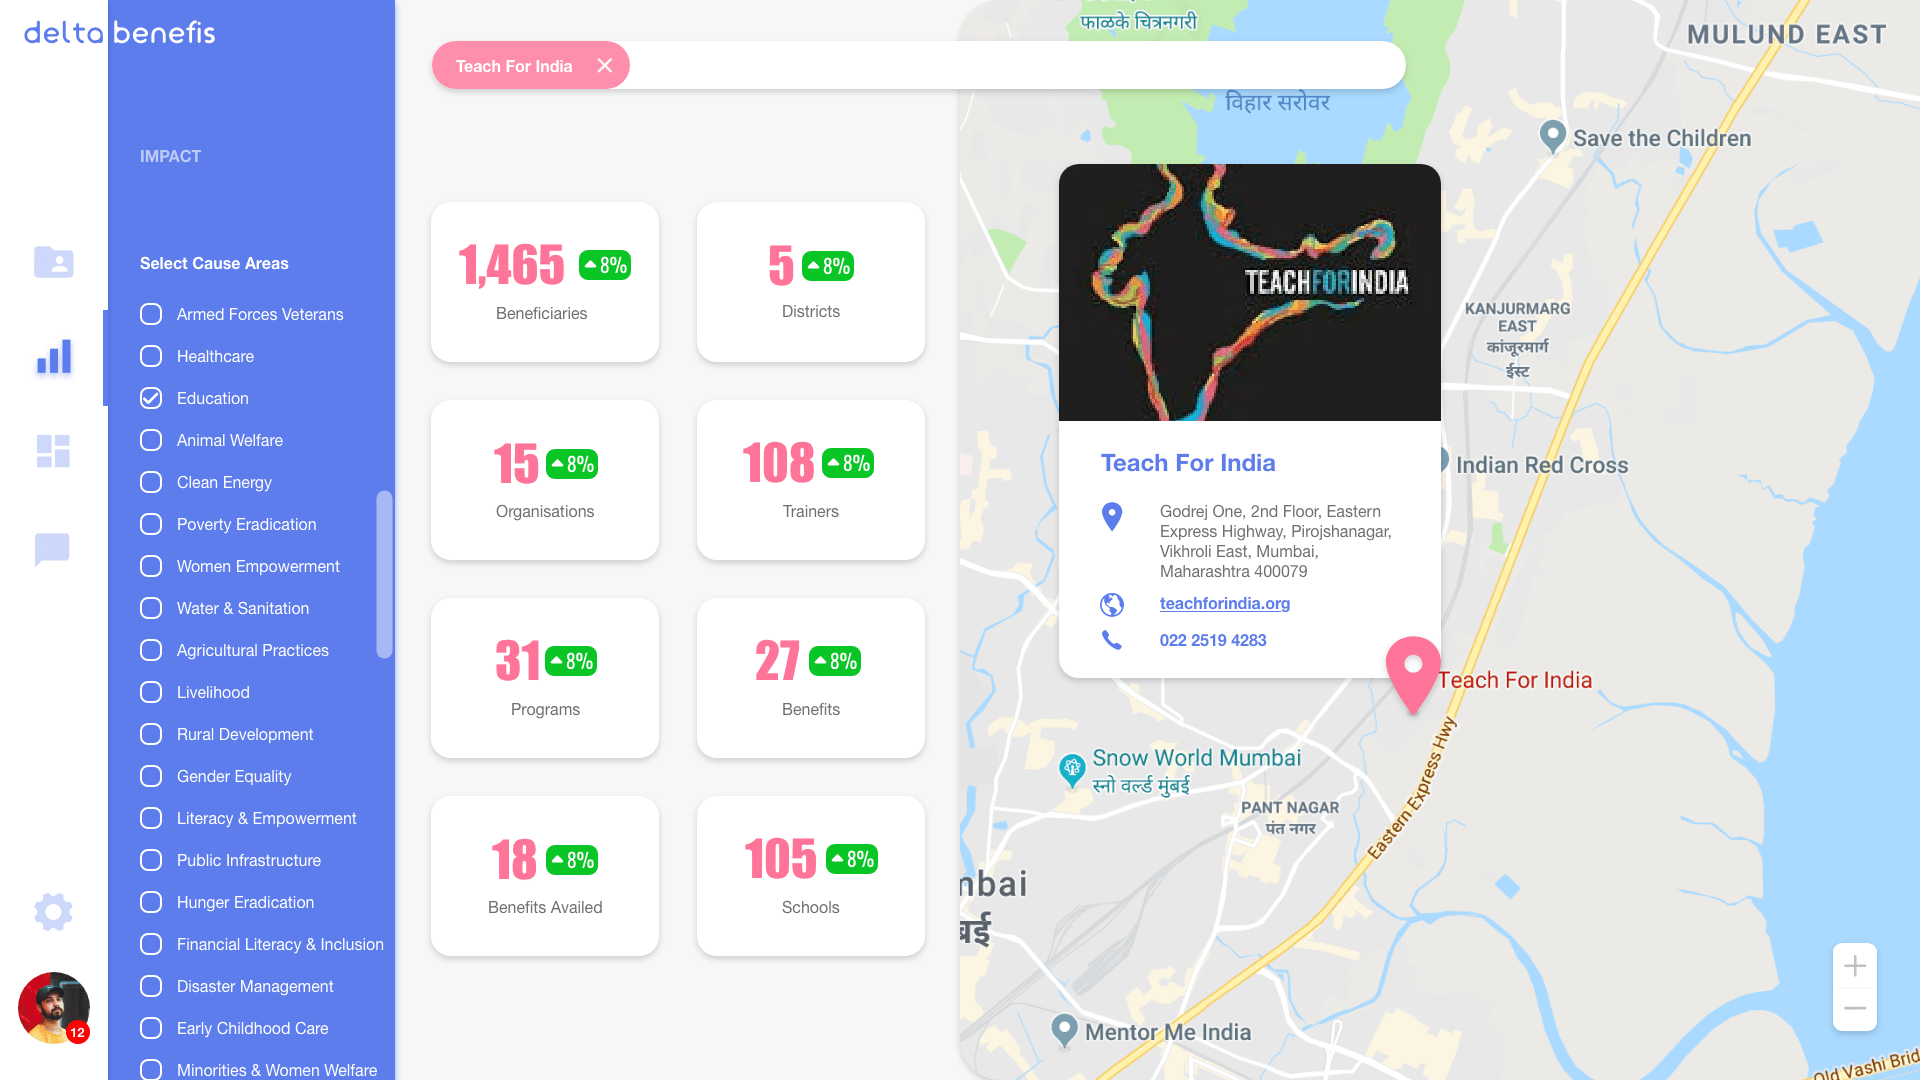 delta benefis
IMPACT
Select Cause Areas
Armed Forces Veterans
Healthcare
Education
Animal Welfare
Clean Energy
Poverty Eradication
Women Empowerment
Water & Sanitation
Agricultural Practices
Livelihood
Rural Development
Gender Equality
Literacy & Empowerment
Public Infrastructure
Hunger Eradication
Financial Literacy & Inclusion
Disaster Management
Early Childhood Care
Minorities & Women Welfare
12
Teach For India
1,465 8%
Beneficiaries
5 8%
Districts
15 8%
Organisations
108 8%
Trainers
31 8%
Programs
27 8%
Benefits
18 8%
Benefits Availed
105 8%
Schools
फाळके चित्रनगरी
MULUND EAST
विहार सरोवर
Save the Children
TEACHFORINDIA
Teach For India
Godrej One, 2nd Floor, Eastern
Express Highway, Pirojshanagar,
Vikhroli East, Mumbai,
Maharashtra 400079
teachforindia.org
022 2519 4283
KANJURMARG
EAST
कांजूरमार्ग
ईस्ट
Indian Red Cross
Teach For India
Snow World Mumbai
स्नो वर्ल्ड मुंबई
PANT NAGAR
पंत नगर
Eastern Express Hwy
nbai
बई
Mentor Me India
Old Vashi Brid